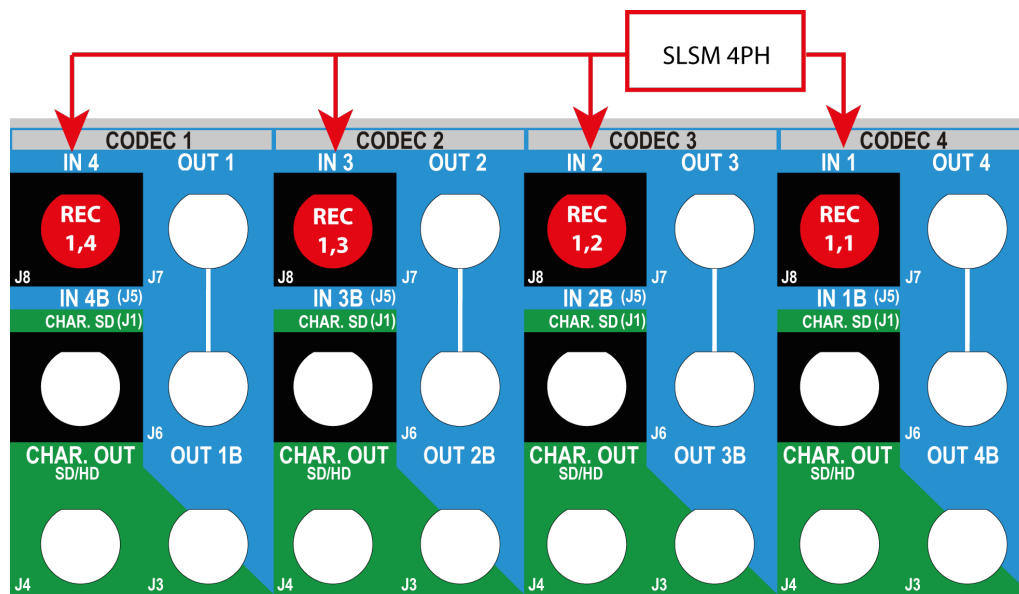 SLSM 4PH
CODEC 1 CODEC 2 CODEC 3 CODEC 4
IN 4 OUT 1 IN 3 OUT 2 IN 2 OUT 3 IN 1 OUT 4
REC 1,4 REC 1,3 REC 1,2 REC 1,1
J8 J7 J8 J7 J8 J7 J8 J7
IN 4B (J5) IN 3B (J5) IN 2B (J5) IN 1B (J5)
CHAR. SD (J1) CHAR. SD (J1) CHAR. SD (J1) CHAR. SD (J1)
J6 J6 J6 J6
CHAR. OUT OUT 1B CHAR. OUT OUT 2B CHAR. OUT OUT 3B CHAR. OUT OUT 4B
SD/HD SD/HD SD/HD SD/HD
J4 J3 J4 J3 J4 J3 J4 J3